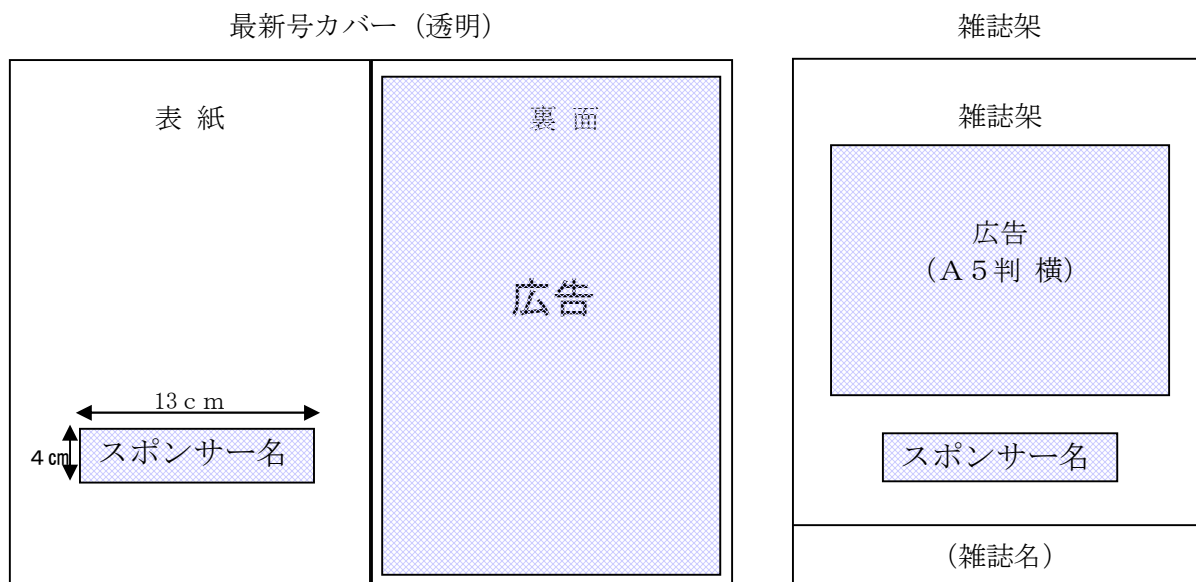 最新号カバー（透明）
表 紙
13ｃｍ
4㎝
スポンサー名
裏 面
広告
雑誌架
雑誌架
広告
（Ａ５判 横）
スポンサー名
（雑誌名）